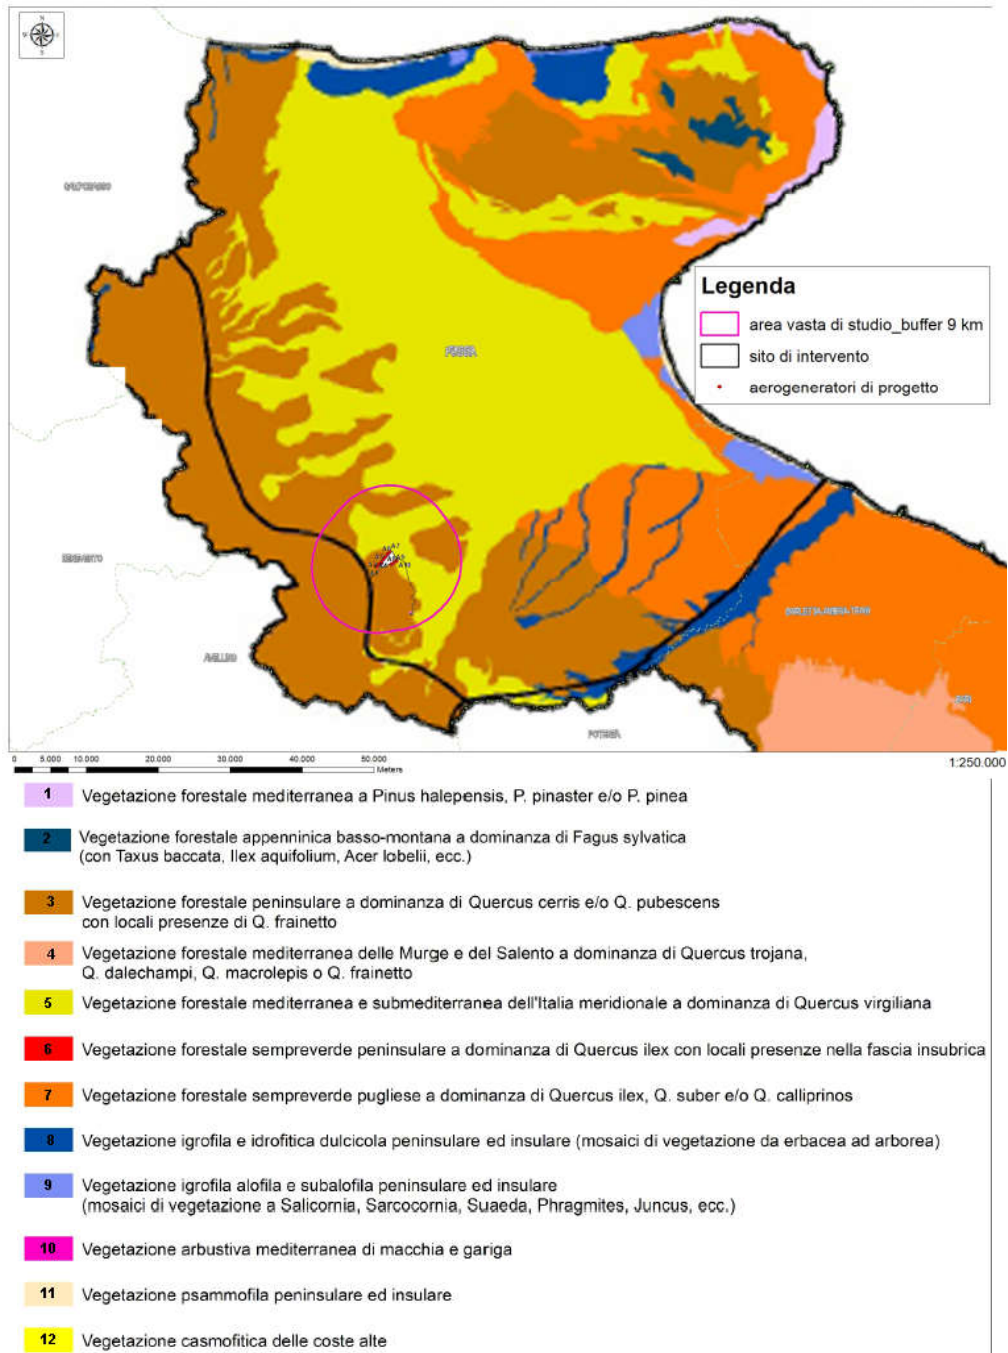 N
W
E
S
FOGGIA
BENEVENTO
AVELLINO
POTENZA
BARI
Legenda
area vasta di studio_buffer 9 km
sito di intervento
aerogeneratori di progetto
A7
A10
0 5.000 10.000 20.000 30.000 40.000 50.000
Meters
1:250.000
1 Vegetazione forestale mediterranea a Pinus halepensis, P. pinaster e/o P. pinea
2 Vegetazione forestale appenninica basso-montana a dominanza di Fagus sylvatica
(con Taxus baccata, Ilex aquifolium, Acer lobelii, ecc.)
3 Vegetazione forestale peninsulare a dominanza di Quercus cerris e/o Q. pubescens
con locali presenze di Q. frainetto
4 Vegetazione forestale mediterranea delle Murge e del Salento a dominanza di Quercus trojana,
Q. dalechampi, Q. macrolepis o Q. frainetto
5 Vegetazione forestale mediterranea e submediterranea dell'Italia meridionale a dominanza di Quercus virgiliana
6 Vegetazione forestale sempreverde peninsulare a dominanza di Quercus ilex con locali presenze nella fascia insubrica
7 Vegetazione forestale sempreverde pugliese a dominanza di Quercus ilex, Q. suber e/o Q. calliprinos
8 Vegetazione igrofila e idrofitica dulcicola peninsulare ed insulare (mosaici di vegetazione da erbacea ad arborea)
9 Vegetazione igrofila alofila e subalofila peninsulare ed insulare
(mosaici di vegetazione a Salicornia, Sarcocornia, Suaeda, Phragmites, Juncus, ecc.)
10 Vegetazione arbustiva mediterranea di macchia e gariga
11 Vegetazione psammofila peninsulare ed insulare
12 Vegetazione casmofitica delle coste alte